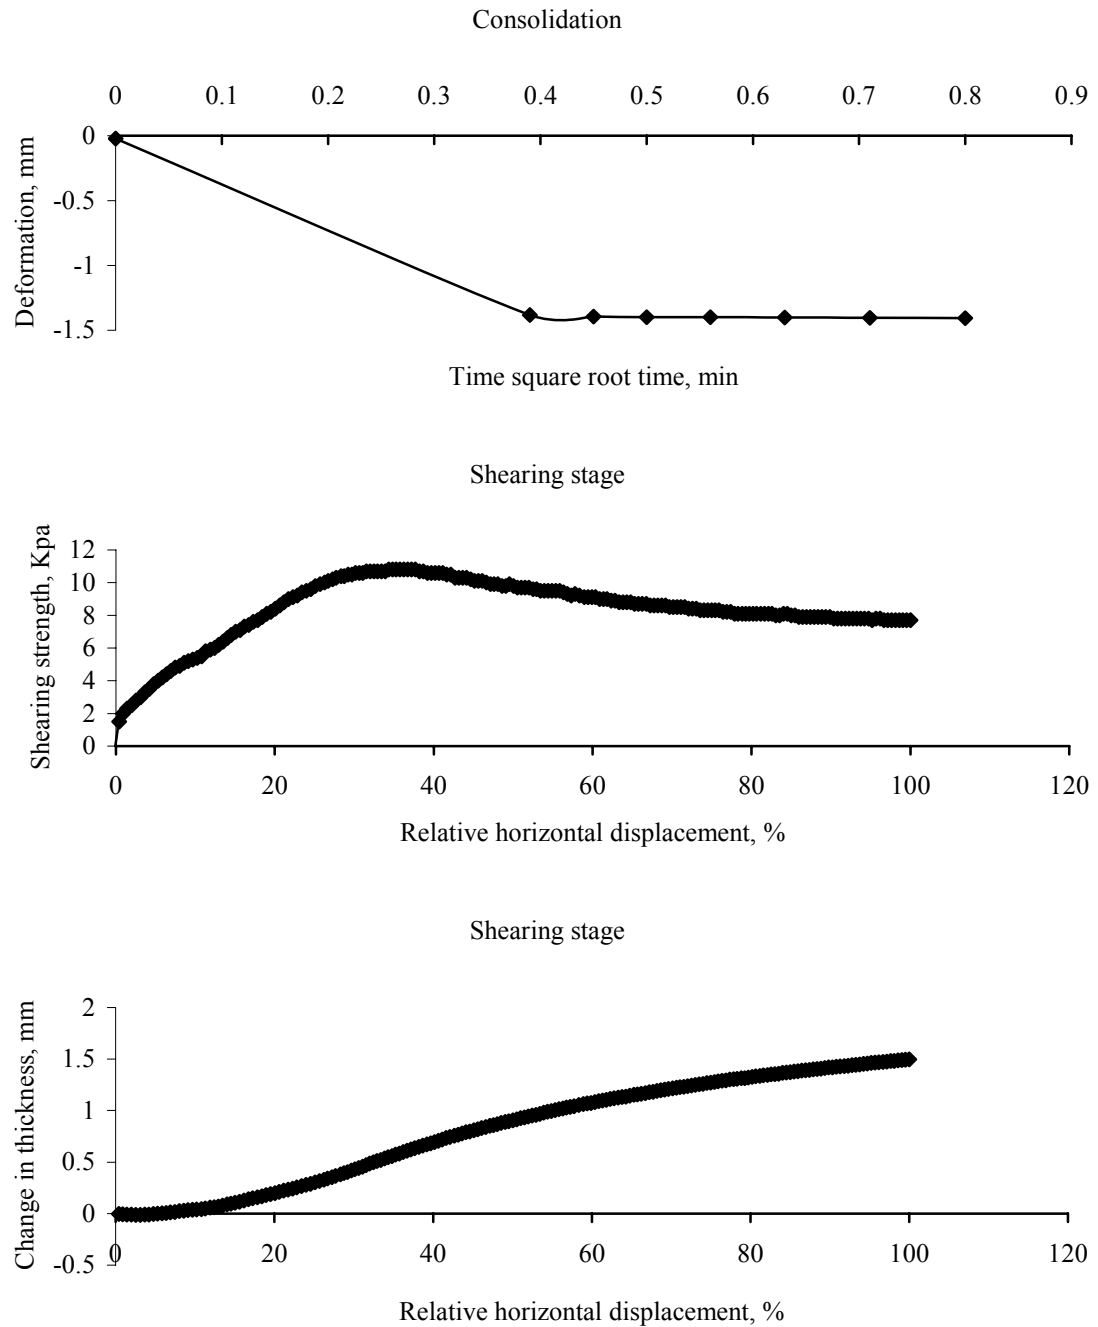 Consolidation
0 0.1 0.2 0.3 0.4 0.5 0.6 0.7 0.8 0.9
0
-0.5
-1
-1.5
Deformation, mm
Time square root time, min
Shearing stage
12
10
8
6
4
2
0
Shearing strength, Kpa
0 20 40 60 80 100 120
Relative horizontal displacement, %
Shearing stage
2
1.5
1
0.5
0
-0.5
Change in thickness, mm
0 20 40 60 80 100 120
Relative horizontal displacement, %